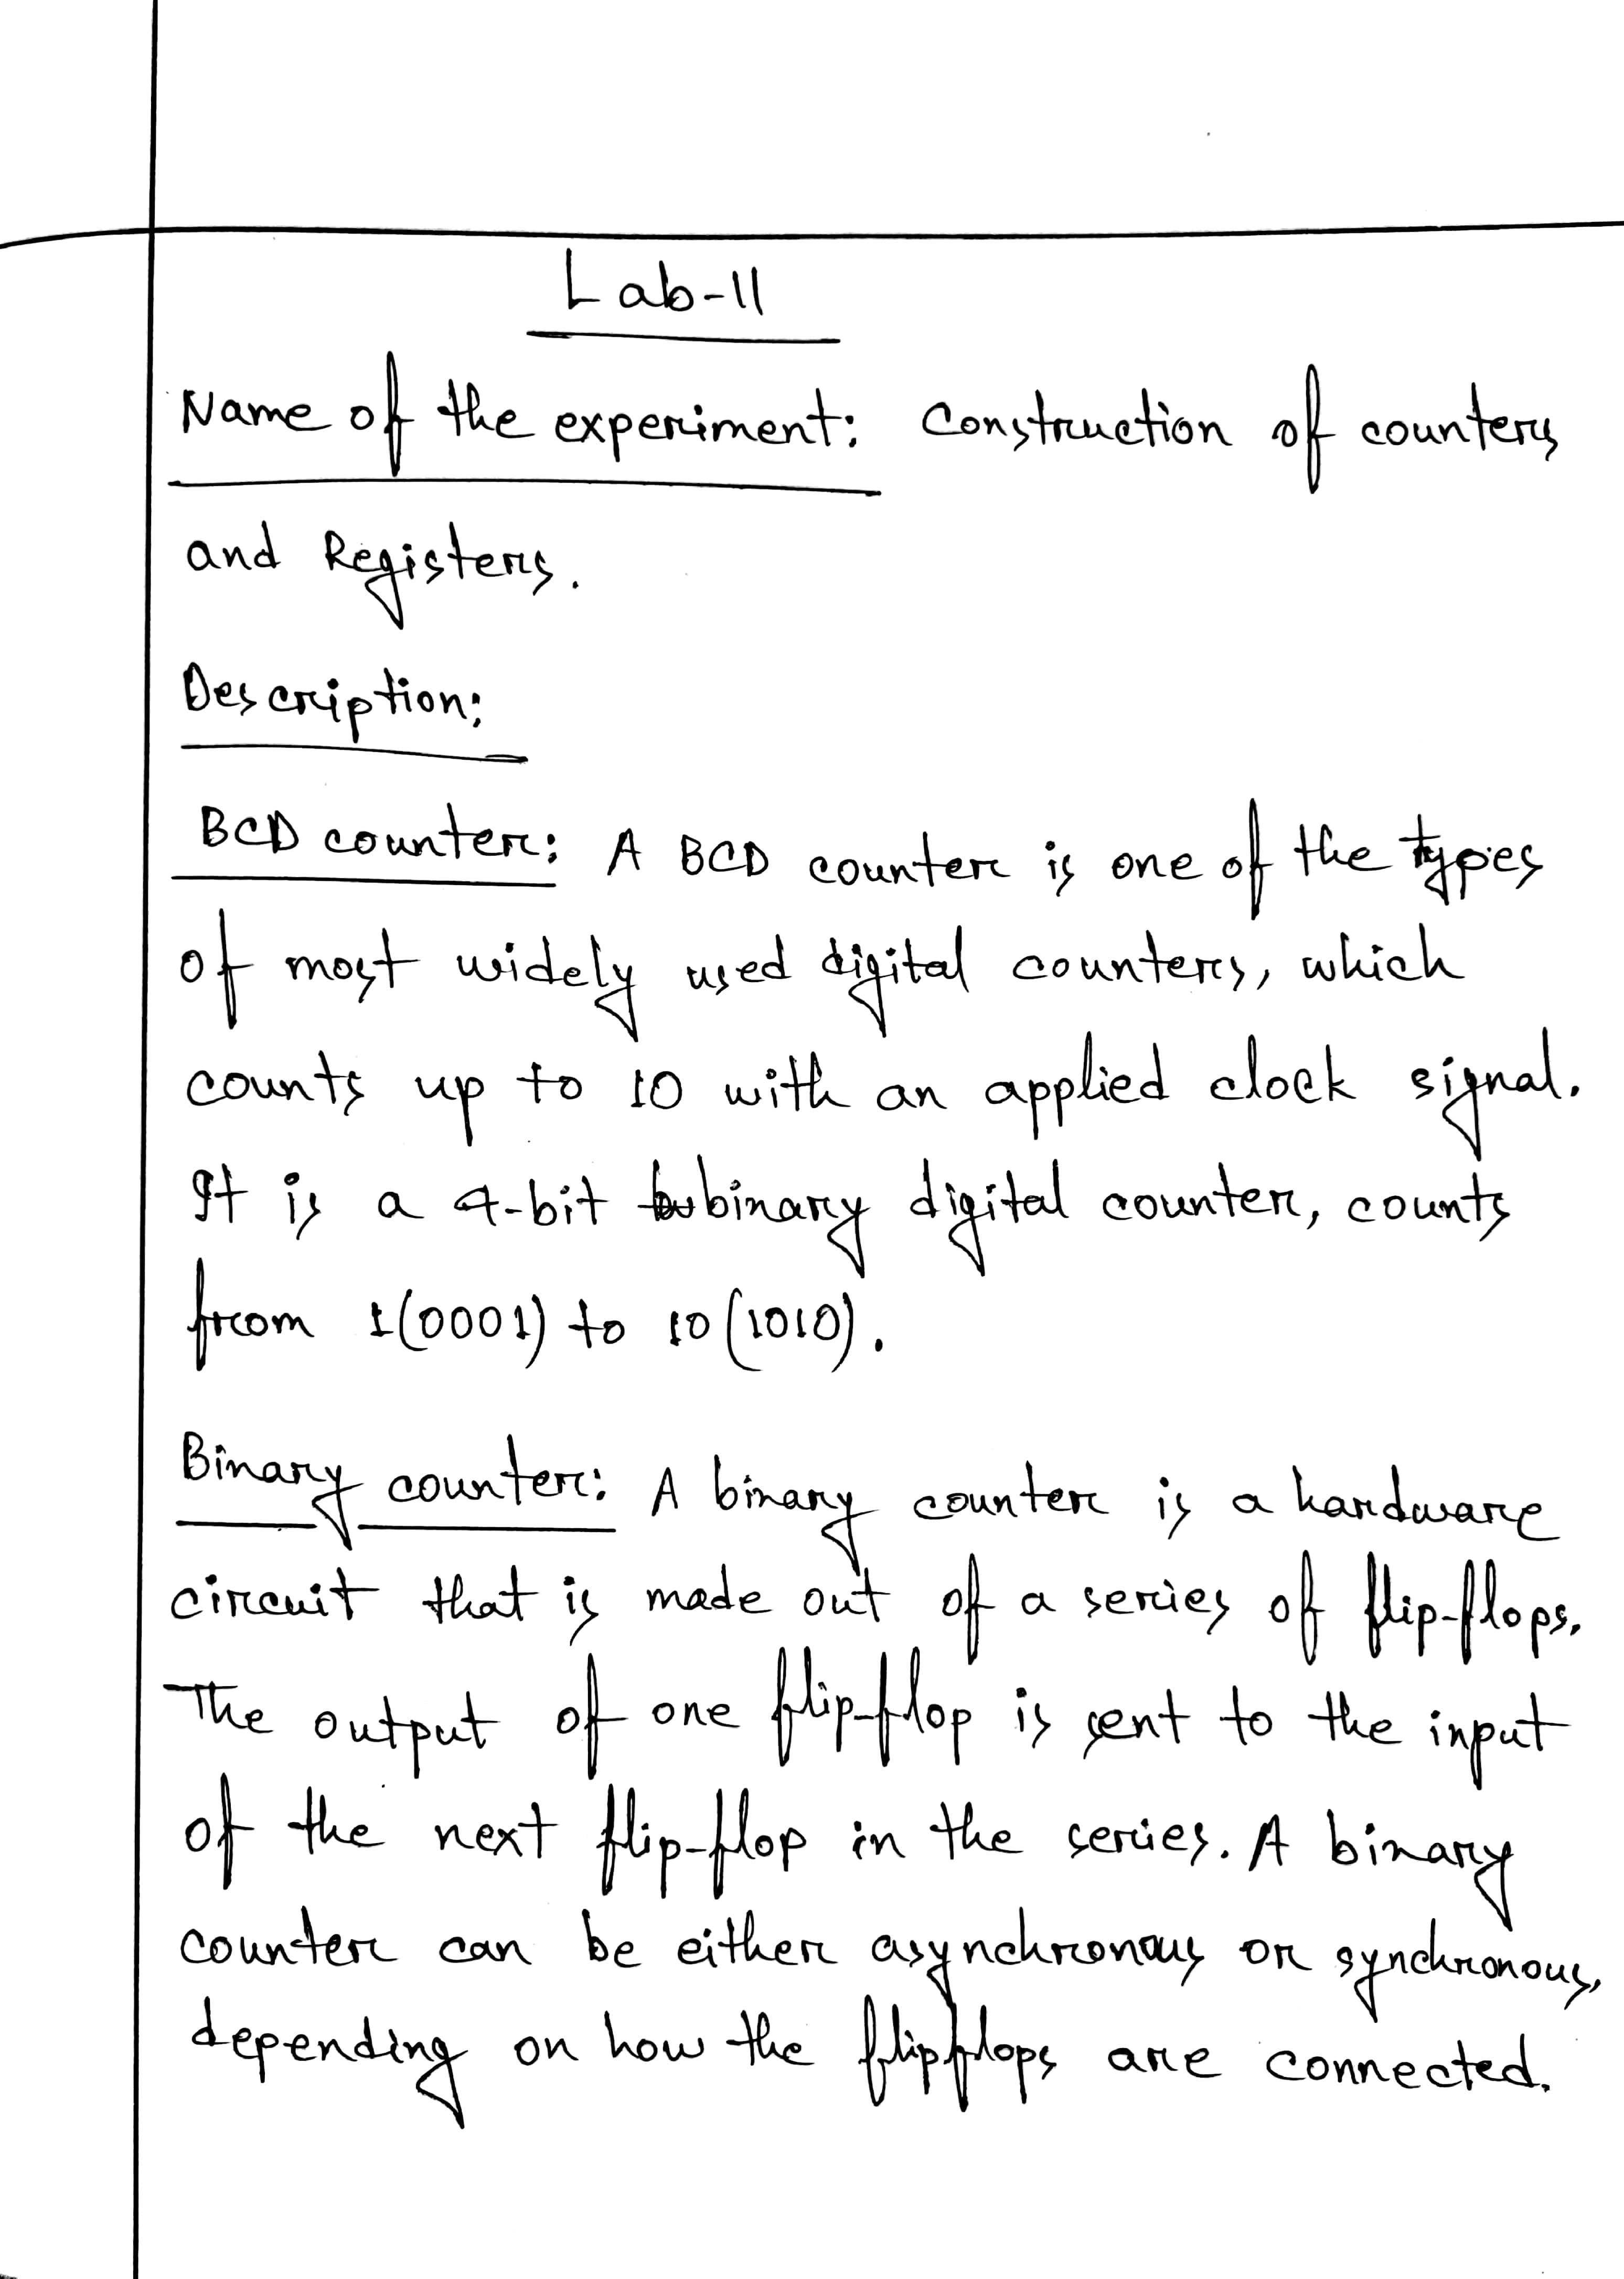 Lab-11
Name of the experiment: Construction of counters
and Registers.
Description:
BCD counter: A BCD counter is one of the types
of most widely used digital counters, which
counts up to 10 with an applied clock signal.
It is a 4-bit binary digital counter, counts
from 1(0001) to 10(1010).
Binary counter: A binary counter is a hardware
circuit that is made out of a series of flip-flops.
The output of one flip-flop is sent to the input
of the next flip-flop in the series. A binary
counter can be either asynchronous or synchronous,
depending on how the flipflops are connected.